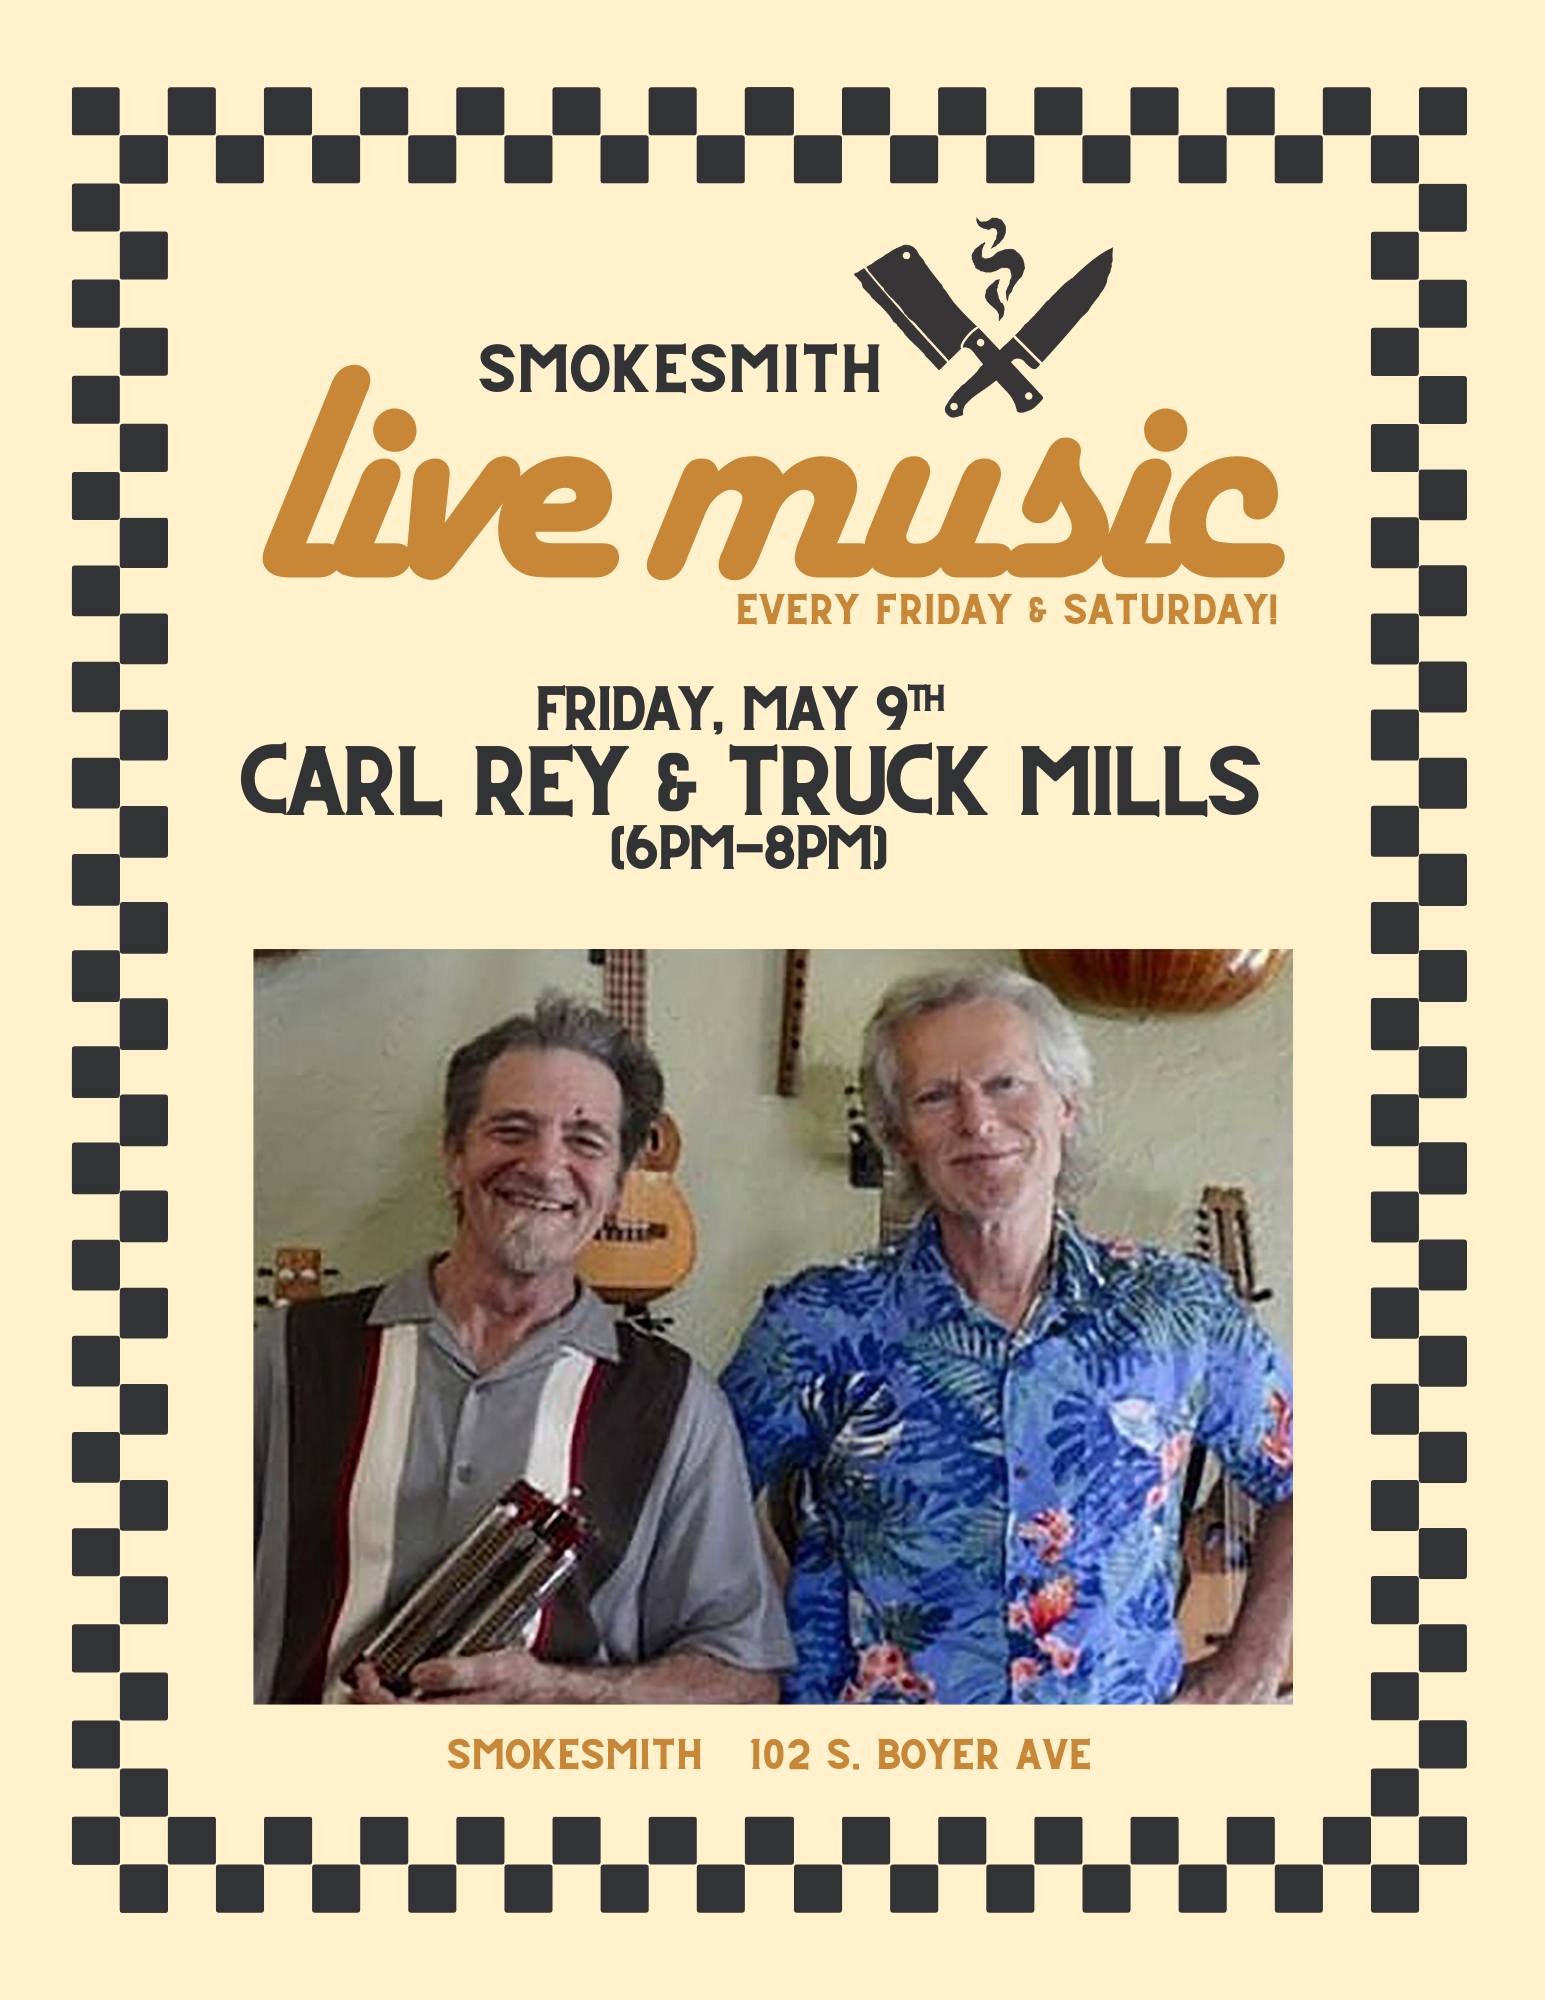 SMOKESMITH
live music
EVERY FRIDAY & SATURDAY!
FRIDAY, MAY 9TH
CARL REY & TRUCK MILLS
(6PM-8PM)
SMOKESMITH 102 S. BOYER AVE